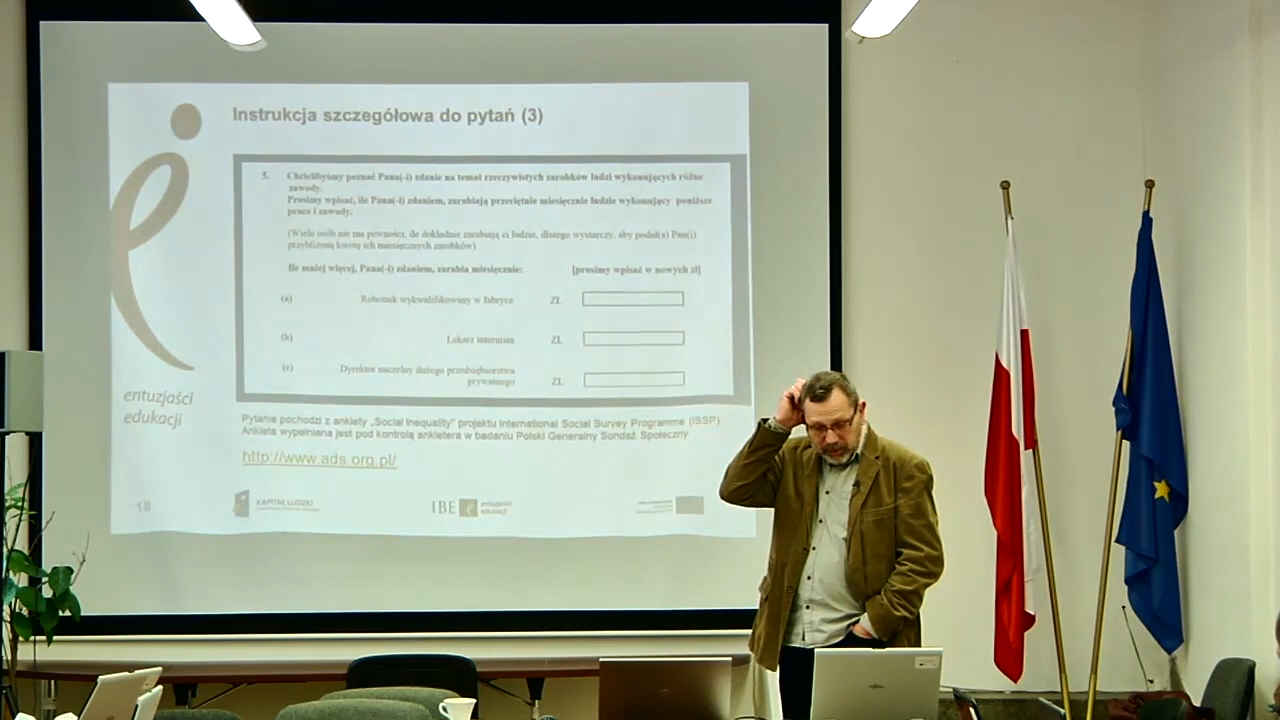 Instrukcja szczegółowa do pytań (3)
5. Chcielibyśmy poznać Pana(-i) zdanie na temat rzeczywistych zarobków ludzi wykonujących różne
zawody.
Prosimy wpisać, ile Pana(-i) zdaniem, zarabiają przeciętnie miesięcznie ludzie wykonujący poniższe
prace i zawody.
(Wiele osób nie ma pewności, ile dokładnie zarabiają ci ludzie, dlatego wystarczy, aby podał(a) Pan(i)
przybliżoną kwotę ich miesięcznych zarobków)
Ile mniej więcej, Pana(-i) zdaniem, zarabia miesięcznie: [prosimy wpisać w nowych zł]
(a) Robotnik wykwalifikowany w fabryce ZŁ
(b) Lekarz internista ZŁ
(c) Dyrektor naczelny dużego przedsiębiorstwa
prywatnego ZŁ
entuzjaści
edukacji
Pytanie pochodzi z ankiety „Social Inequality” projektu International Social Survey Programme (ISSP)
Ankieta wypełniana jest pod kontrolą ankietera w badaniu Polski Generalny Sondaż Społeczny.
http://www.ads.org.pl/
18
KAPITAŁ LUDZKI
IBE
entuzjaści
edukacji